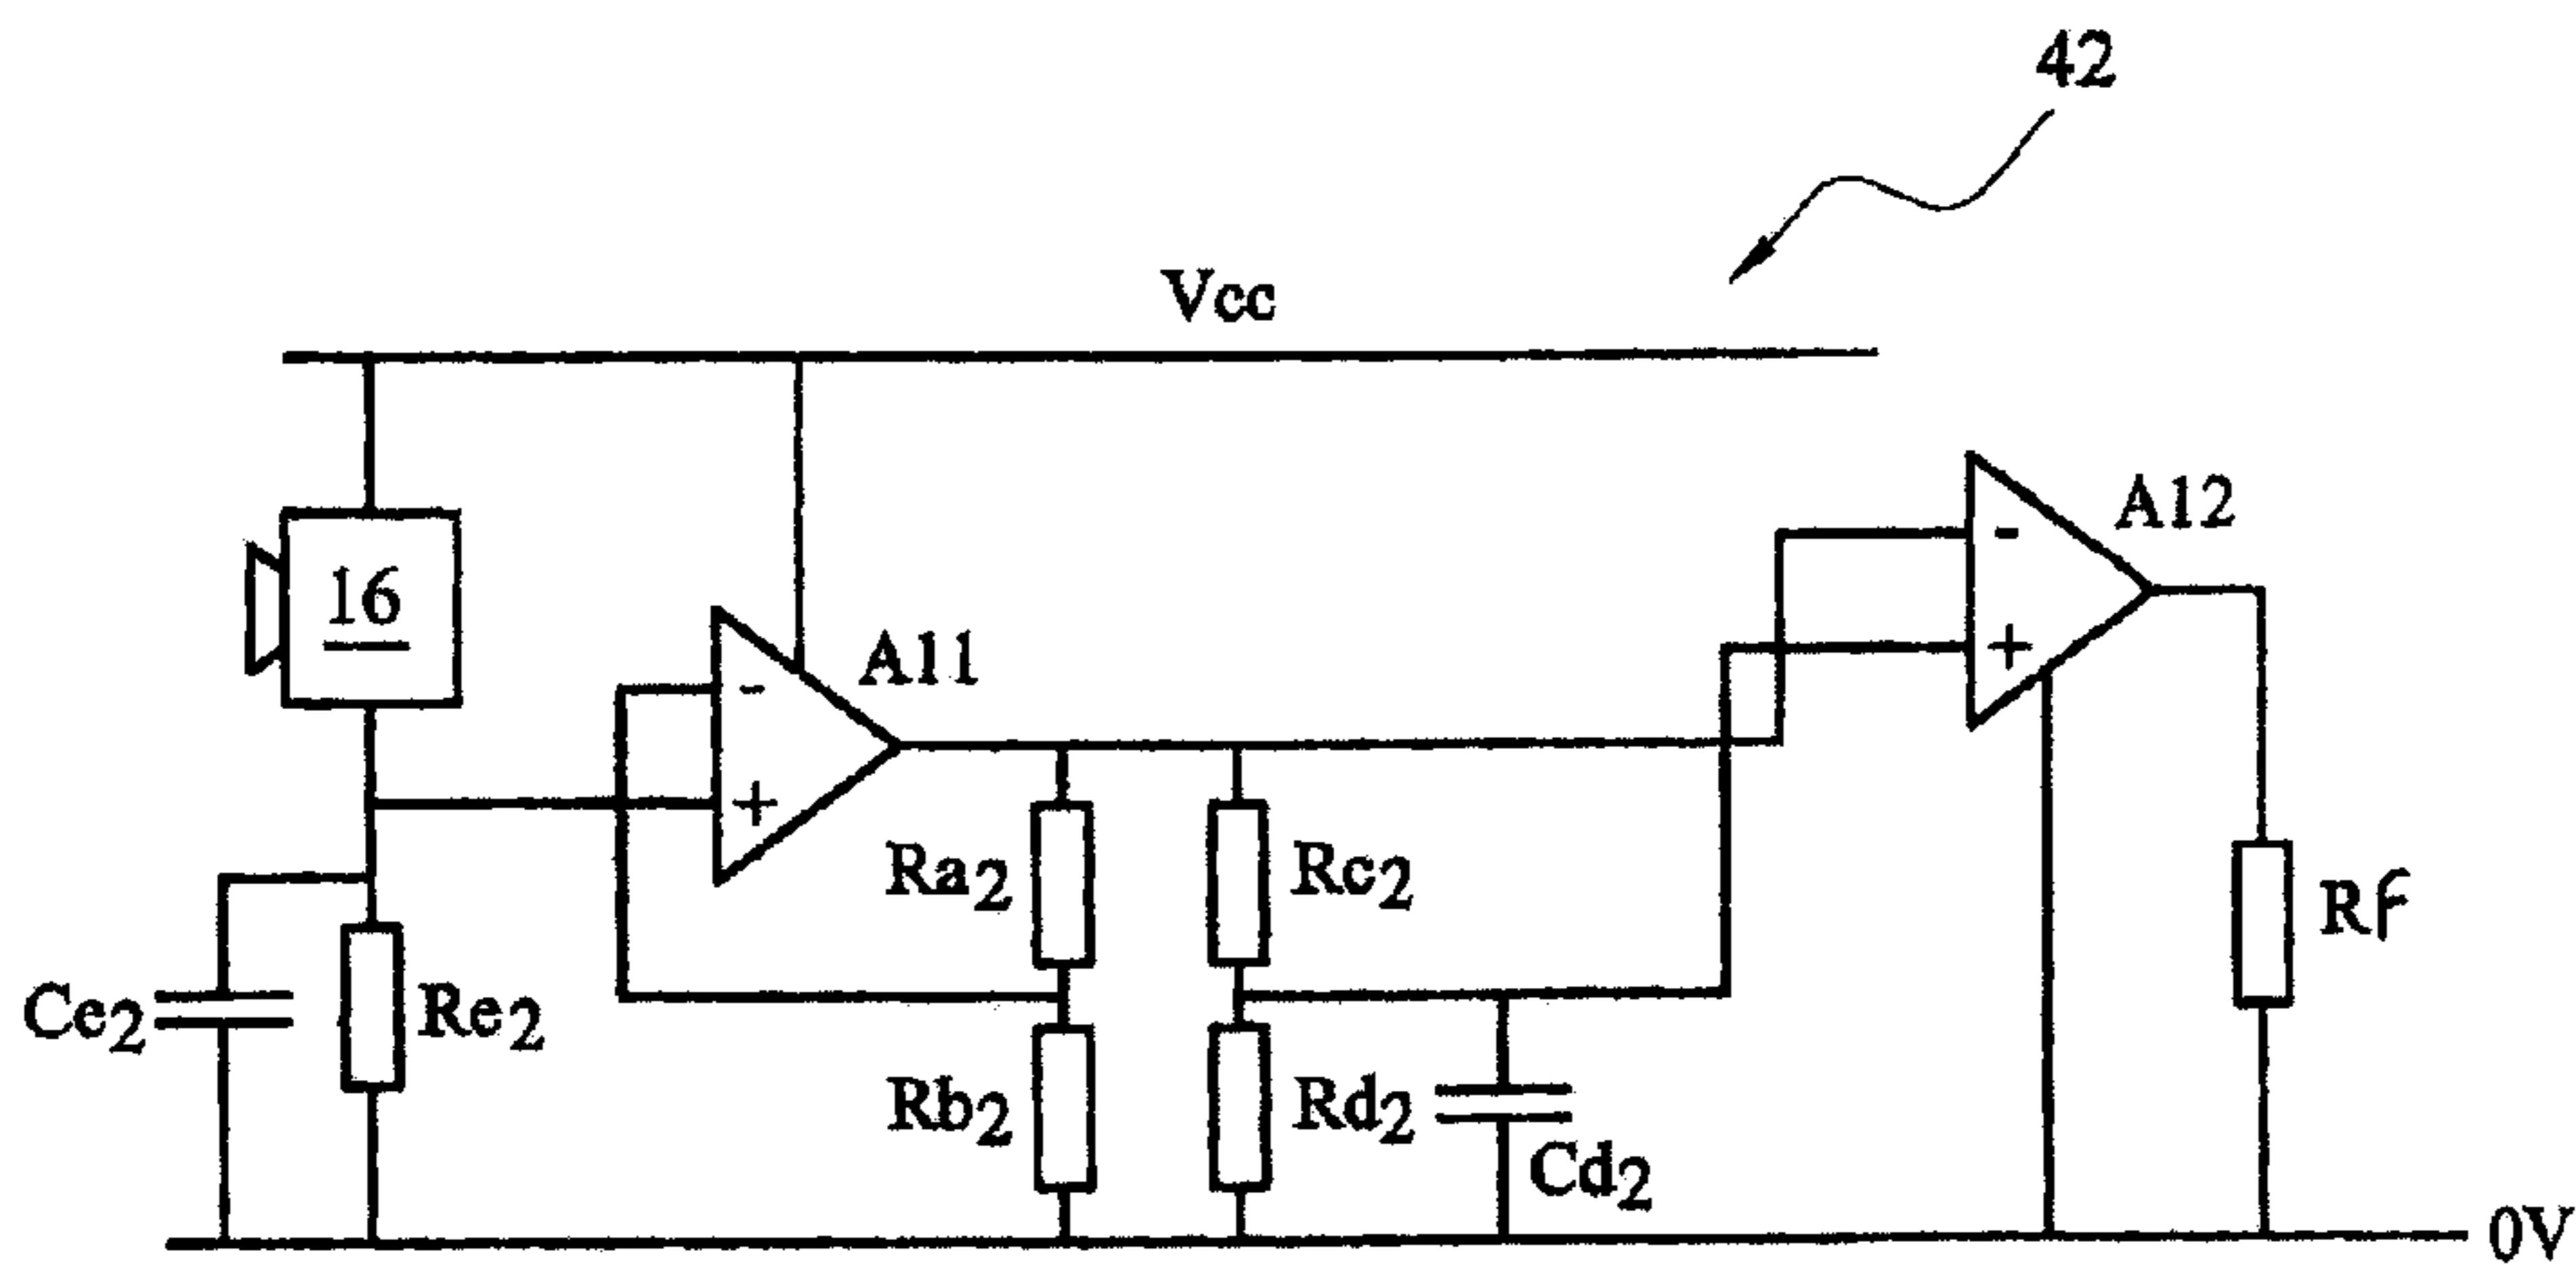 42
Vcc
A12
-
+
16
A11
-
+
Ra2
Rc2
Rf
Ce2
Re2
Rb2
Rd2
Cd2
0V